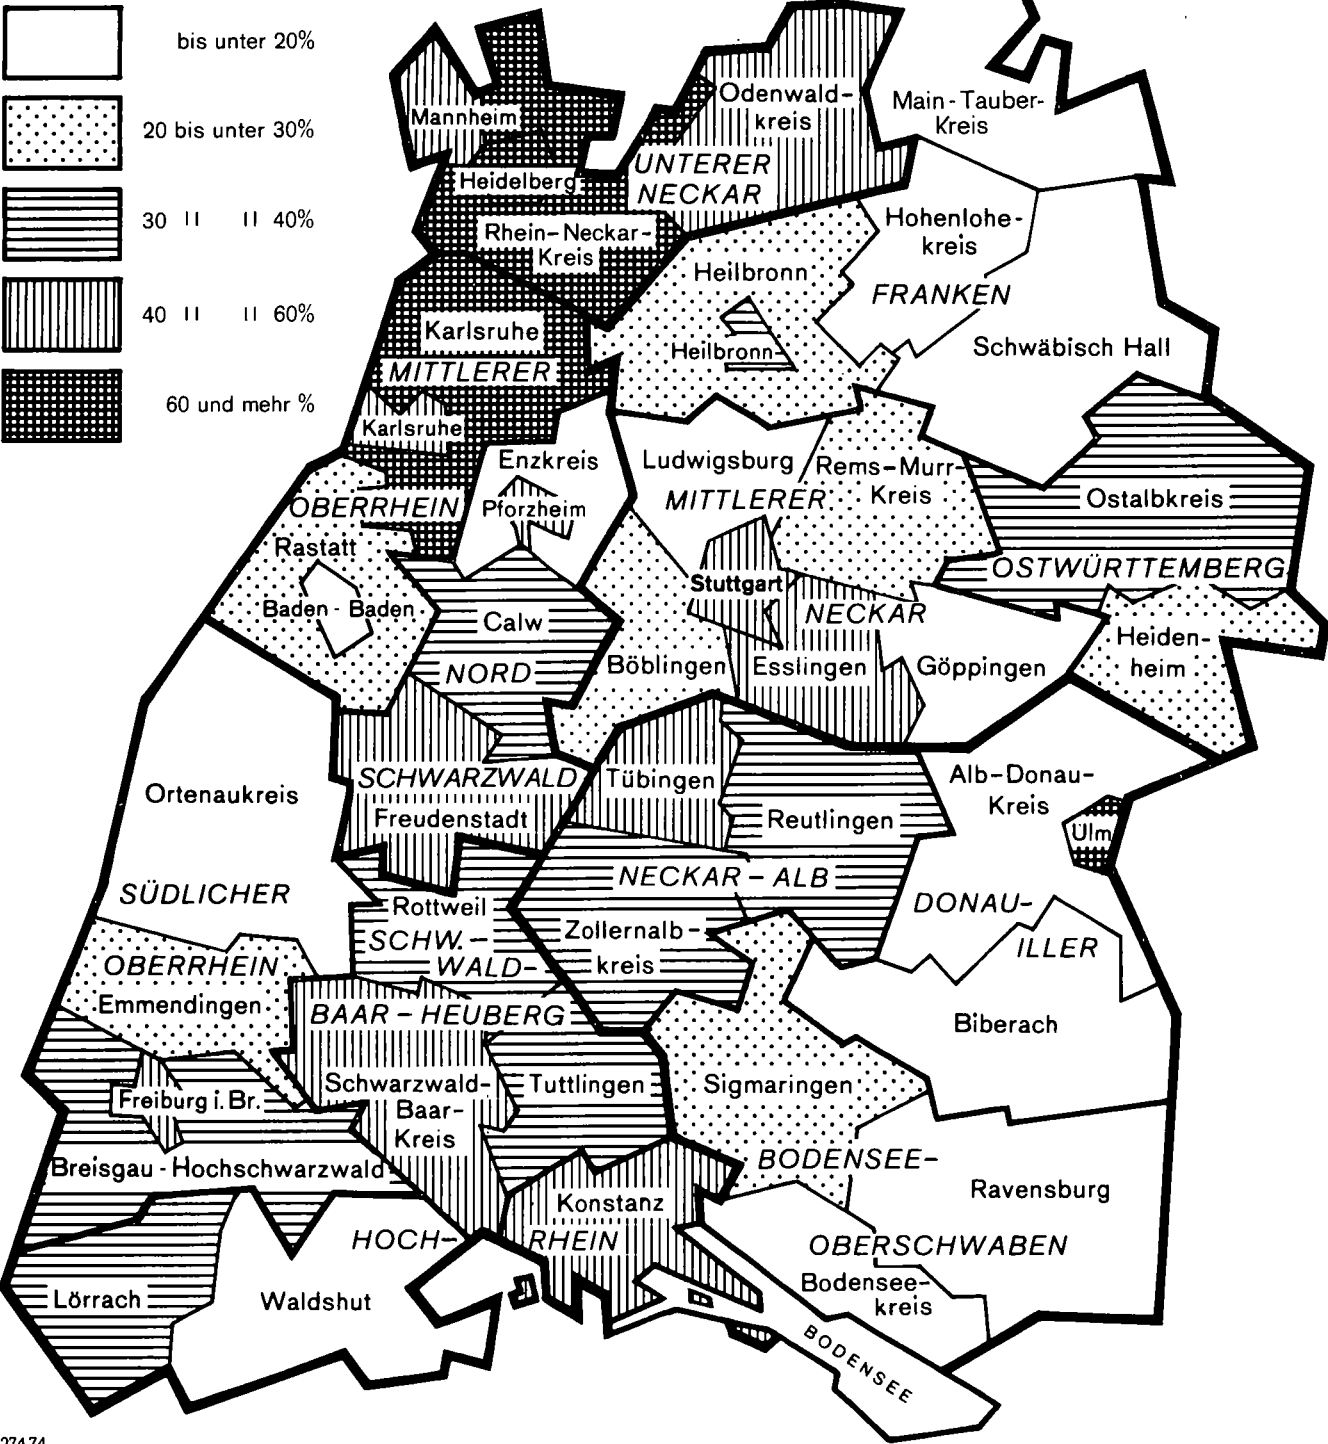 bis unter 20%
20 bis unter 30%
30 " " 40%
40 " " 60%
60 und mehr %
Mannheim
Odenwald-
kreis
Main-Tauber-
Kreis
UNTERER
NECKAR
Heidelberg
Rhein-Neckar-
Kreis
Hohenlohe-
kreis
Heilbronn
FRANKEN
Karlsruhe
Heilbronn
Schwäbisch Hall
MITTLERER
Karlsruhe
Enzkreis
Ludwigsburg
Rems-Murr-
Kreis
MITTLERER
Ostalbkreis
OBERRHEIN
Pforzheim
Rastatt
OSTWÜRTTEMBERG
Stuttgart
Baden-Baden
Calw
NECKAR
Heiden-
heim
NORD
Böblingen
Esslingen
Göppingen
SCHWARZWALD
Tübingen
Alb-Donau-
Kreis
Ortenaukreis
Freudenstadt
Reutlingen
Ulm
NECKAR-ALB
SÜDLICHER
Rottweil
DONAU-
ILLER
SCHW.-
WALD-
Zollernalb-
kreis
OBERRHEIN
Emmendingen
BAAR-HEUBERG
Biberach
Schwarzwald-
Baar-
Kreis
Tuttlingen
Sigmaringen
Freiburg i. Br.
Breisgau-Hochschwarzwald
BODENSEE-
Konstanz
Ravensburg
HOCH-
RHEIN
OBERSCHWABEN
Lörrach
Waldshut
Bodensee-
kreis
BODENSEE
27474